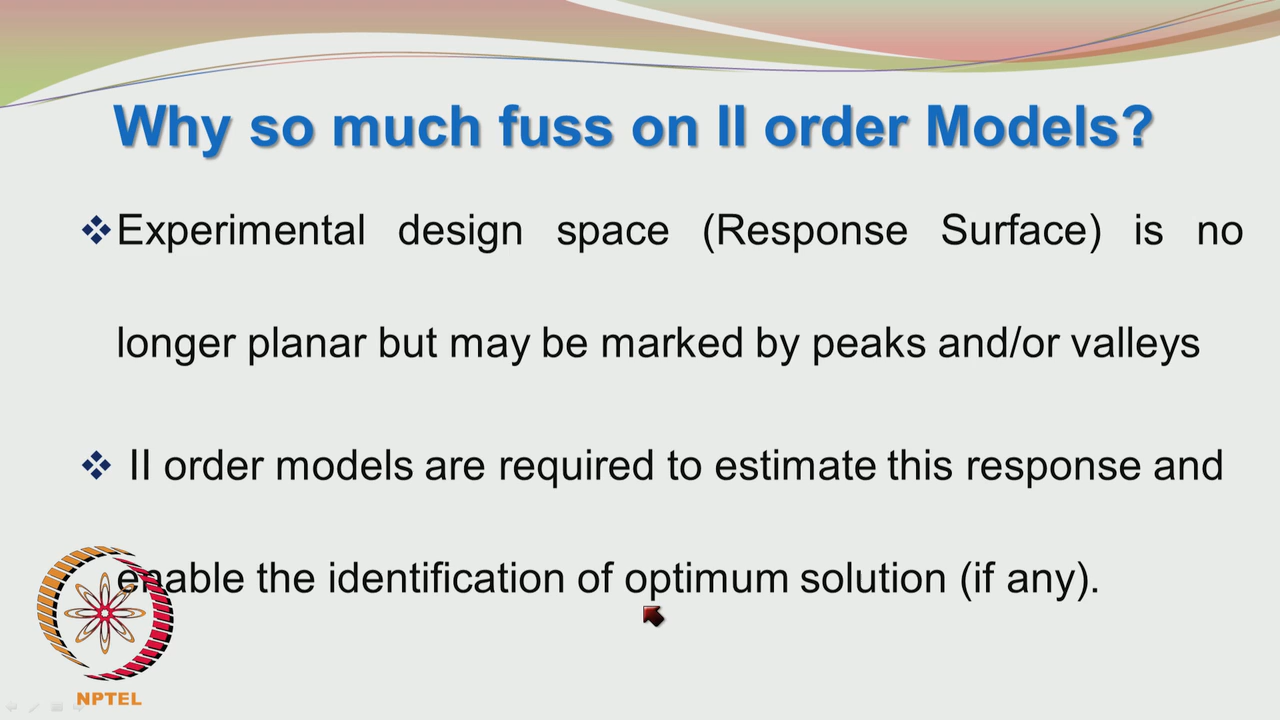 Why so much fuss on II order Models?
❖Experimental design space (Response Surface) is no
longer planar but may be marked by peaks and/or valleys
❖ II order models are required to estimate this response and
enable the identification of optimum solution (if any).
NPTEL